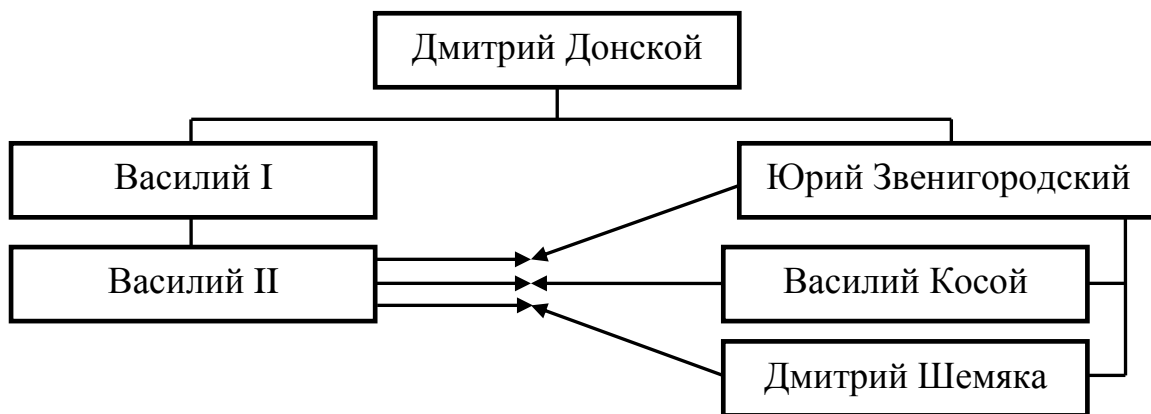 Дмитрий Донской
Василий I
Юрий Звенигородский
Василий II
Василий Косой
Дмитрий Шемяка